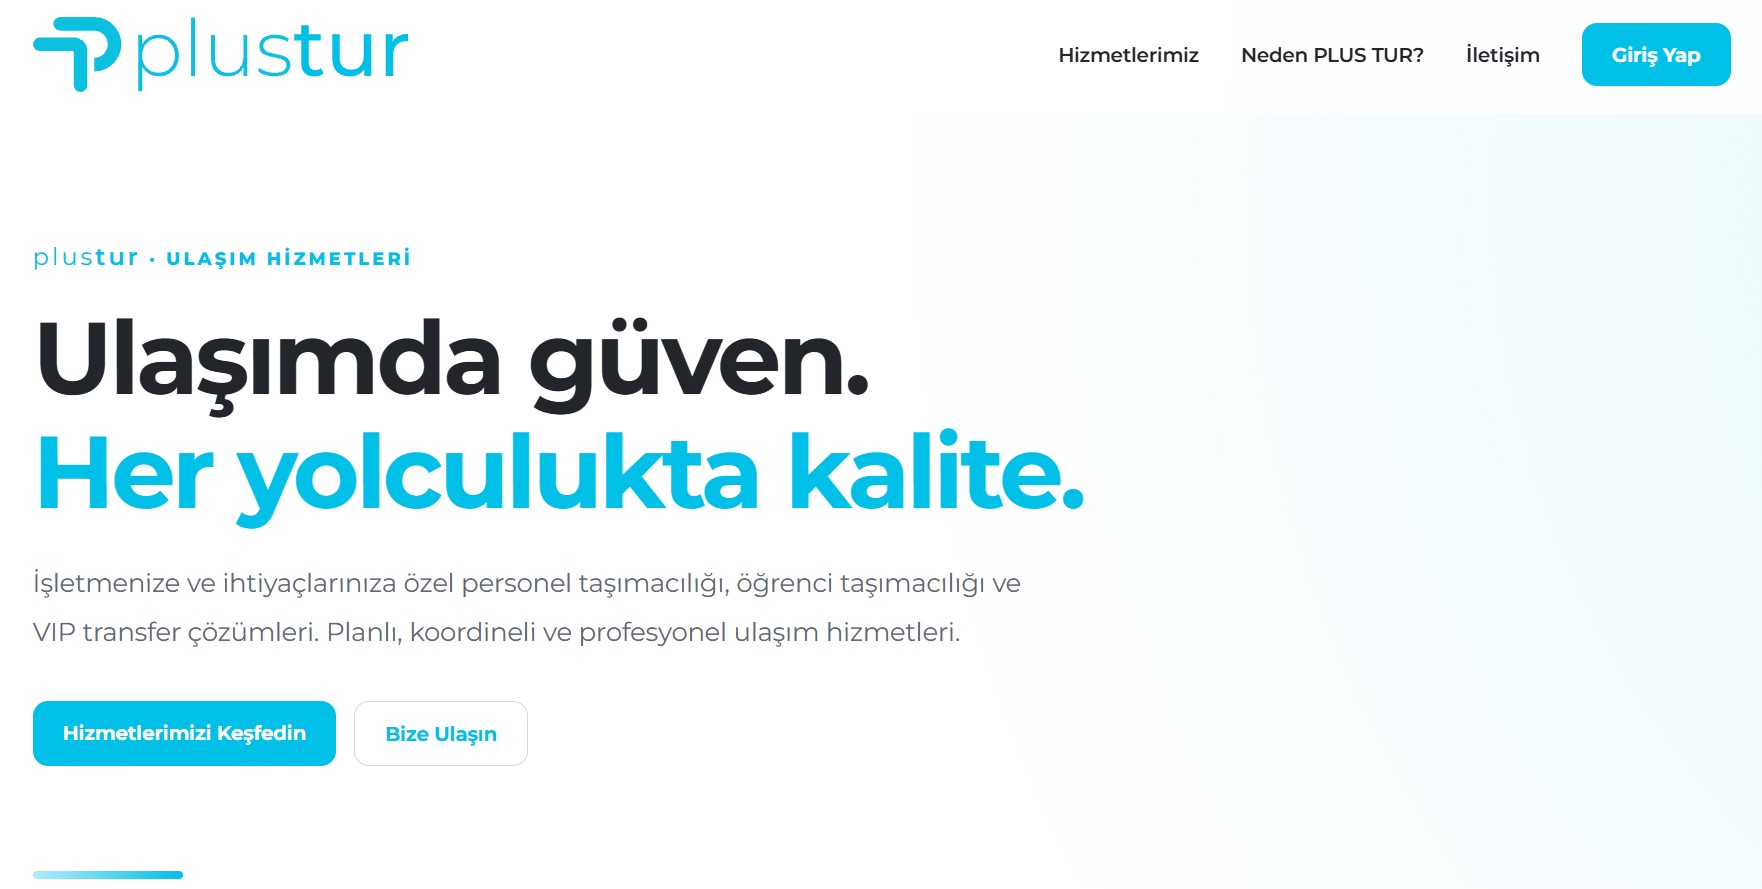 plustur
Hizmetlerimiz
Neden PLUS TUR?
İletişim
Giriş Yap
plustur · ULAŞIM HİZMETLERİ
Ulaşımda güven.
Her yolculukta kalite.
İşletmenize ve ihtiyaçlarınıza özel personel taşımacılığı, öğrenci taşımacılığı ve
VIP transfer çözümleri. Planlı, koordineli ve profesyonel ulaşım hizmetleri.
Hizmetlerimizi Keşfedin
Bize Ulaşın